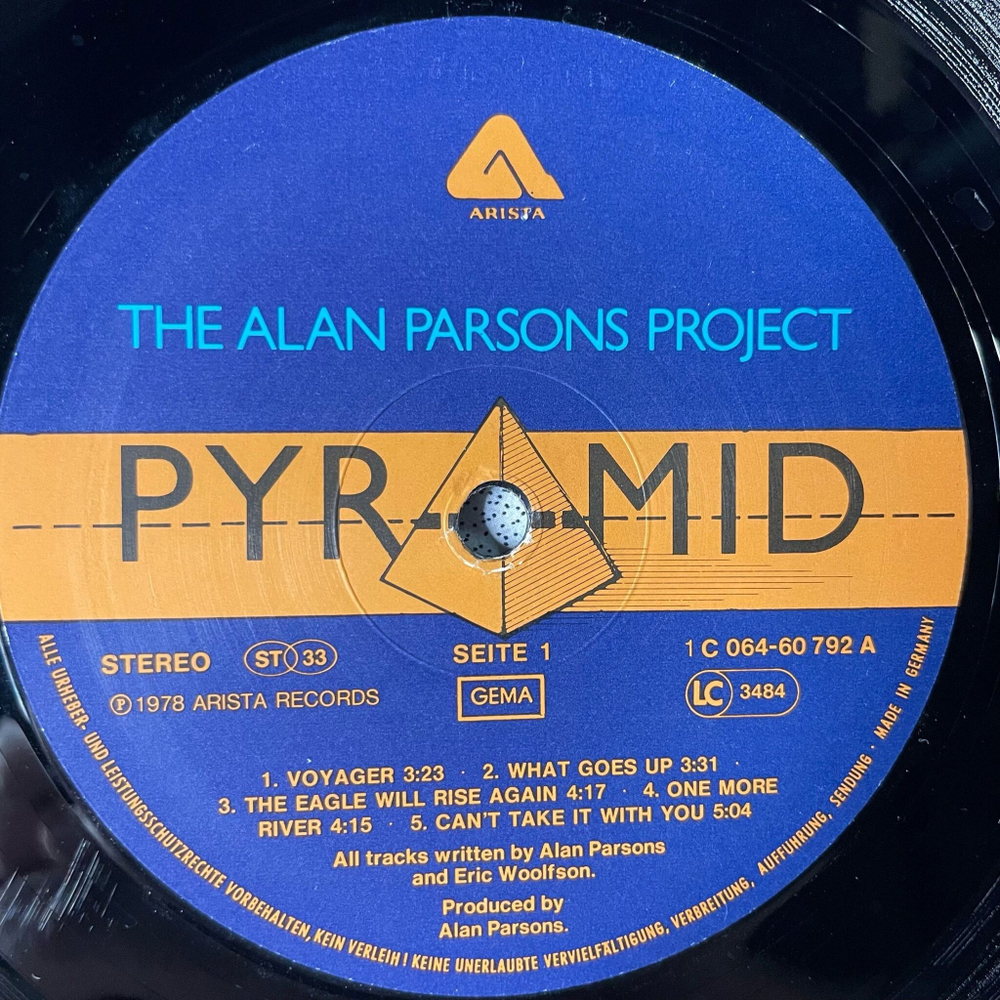 ARISTA
THE ALAN PARSONS PROJECT
PYRAMID
STEREO ST 33
SEITE 1
1 C 064-60 792 A
℗ 1978 ARISTA RECORDS
GEMA
LC 3484
1. VOYAGER 3:23 · 2. WHAT GOES UP 3:31 ·
3. THE EAGLE WILL RISE AGAIN 4:17 · 4. ONE MORE
RIVER 4:15 · 5. CAN'T TAKE IT WITH YOU 5:04
All tracks written by Alan Parsons
and Eric Woolfson.
Produced by
Alan Parsons.
ALLE URHEBER- UND LEISTUNGSSCHUTZRECHTE VORBEHALTEN, KEIN VERLEIH! KEINE UNERLAUBTE VERVIELFÄLTIGUNG, VERBREITUNG, AUFFÜHRUNG, SENDUNG · MADE IN GERMANY